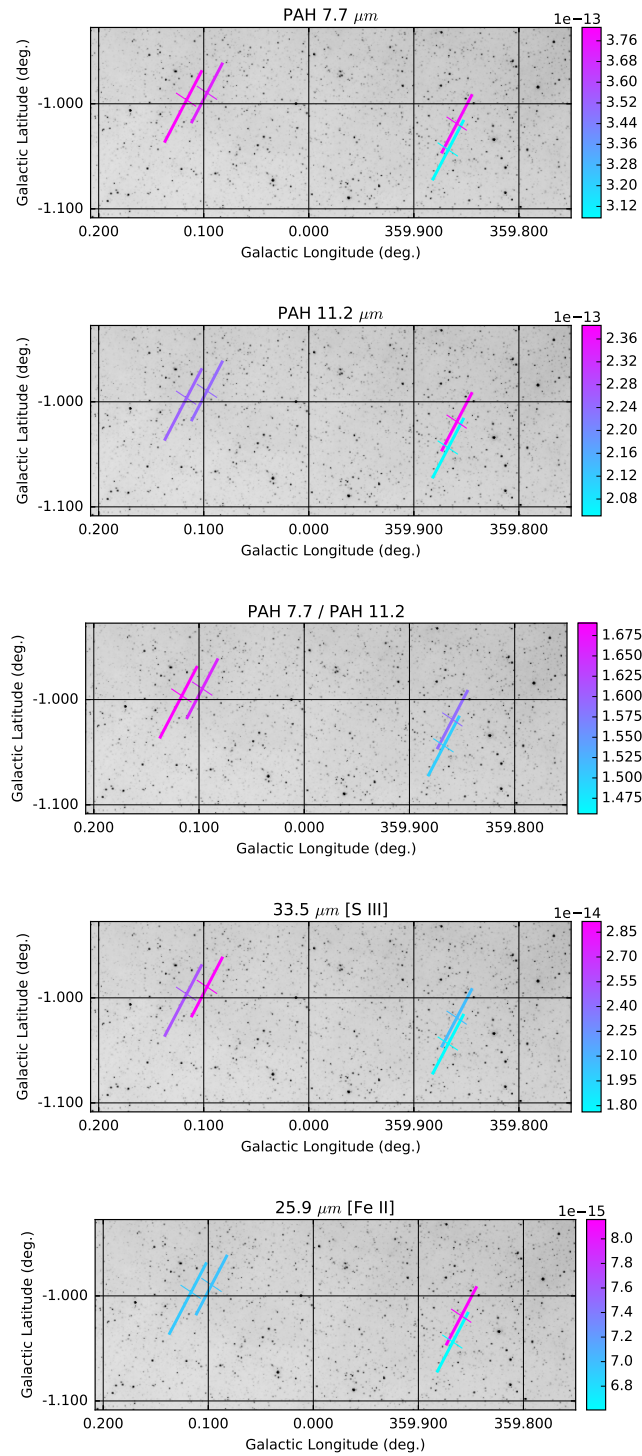 PAH 7.7 μm
1e−13
Galactic Latitude (deg.)
-1.000
-1.100
0.200 0.100 0.000 359.900 359.800
Galactic Longitude (deg.)
3.76
3.68
3.60
3.52
3.44
3.36
3.28
3.20
3.12
PAH 11.2 μm
1e−13
Galactic Latitude (deg.)
-1.000
-1.100
0.200 0.100 0.000 359.900 359.800
Galactic Longitude (deg.)
2.36
2.32
2.28
2.24
2.20
2.16
2.12
2.08
PAH 7.7 / PAH 11.2
Galactic Latitude (deg.)
-1.000
-1.100
0.200 0.100 0.000 359.900 359.800
Galactic Longitude (deg.)
1.675
1.650
1.625
1.600
1.575
1.550
1.525
1.500
1.475
33.5 μm [S III]
1e−14
Galactic Latitude (deg.)
-1.000
-1.100
0.200 0.100 0.000 359.900 359.800
Galactic Longitude (deg.)
2.85
2.70
2.55
2.40
2.25
2.10
1.95
1.80
25.9 μm [Fe II]
1e−15
Galactic Latitude (deg.)
-1.000
-1.100
0.200 0.100 0.000 359.900 359.800
Galactic Longitude (deg.)
8.0
7.8
7.6
7.4
7.2
7.0
6.8